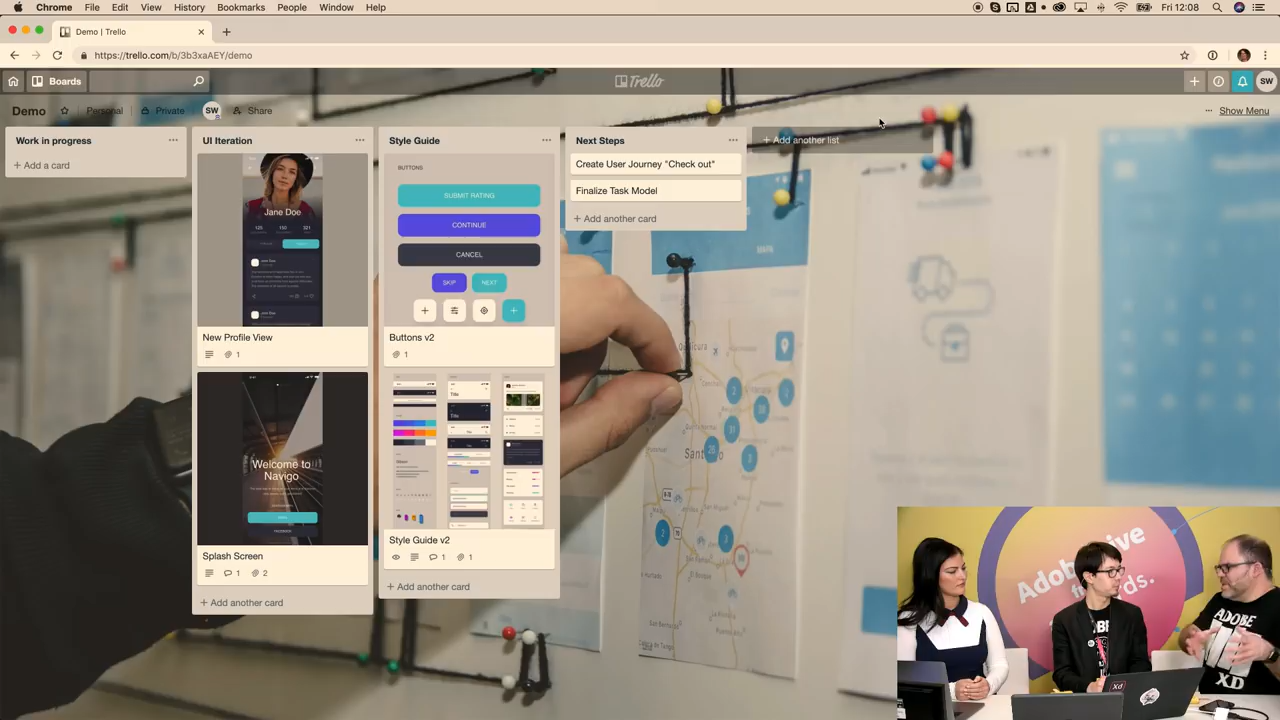 Chrome File Edit View History Bookmarks People Window Help Fri 12:08
Demo | Trello
https://trello.com/b/3b3xaAEY/demo
Boards Trello SW
Demo Personal Private SW Share Show Menu
Work in progress
+ Add a card
UI Iteration
Jane Doe
New Profile View
1
Welcome to
Navigo
Splash Screen
1 2
+ Add another card
Style Guide
BUTTONS
SUBMIT RATING
CONTINUE
CANCEL
SKIP NEXT
Buttons v2
1
Title
Style Guide v2
1 1
+ Add another card
Next Steps
Create User Journey "Check out"
Finalize Task Model
+ Add another card
+ Add another list
MAPA
ADOBE
XD
Xd